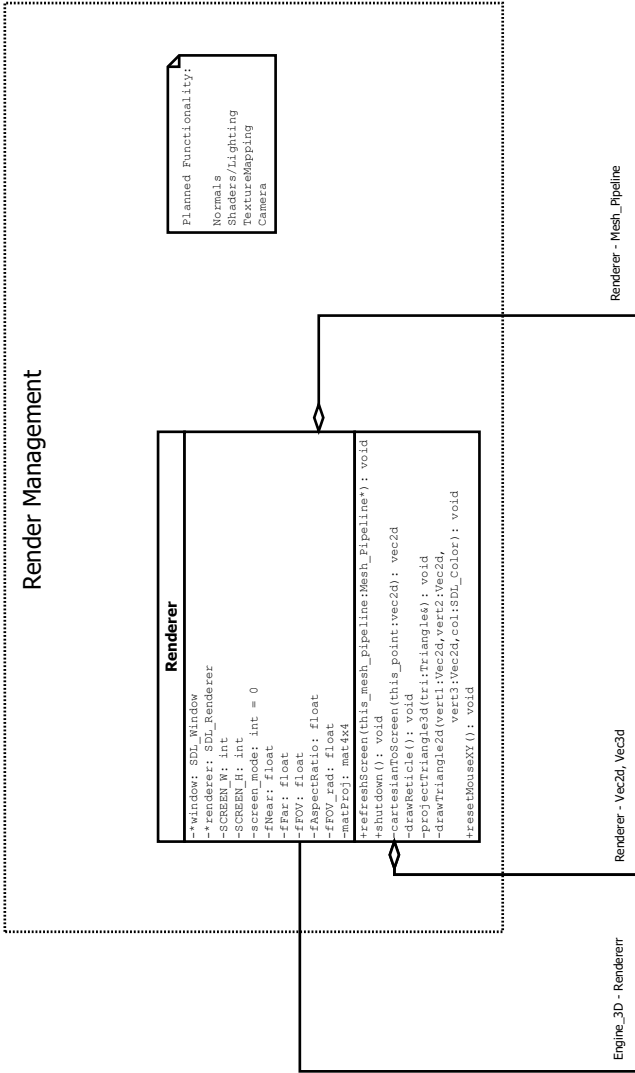 Render Management
Planned Functionality:
Normals
Shaders/Lighting
TextureMapping
Camera
Renderer
-*window: SDL_Window
-*renderer: SDL_Renderer
-SCREEN_W: int
-SCREEN_H: int
-screen_mode: int = 0
-fNear: float
-fFar: float
-fFOV: float
-fAspectRatio: float
-fFOV_rad: float
-matProj: mat4x4
+refreshScreen(this_mesh_pipeline:Mesh_Pipeline*): void
+shutdown(): void
-cartesianToScreen(this_point:vec2d): vec2d
-drawReticle(): void
-projectTriangle3d(tri:Triangle&): void
-drawTriangle2d(vert1:Vec2d,vert2:Vec2d,
vert3:Vec2d,col:SDL_Color): void
+resetMouseXY(): void
Engine_3D - Rendererr
Renderer - Vec2d, Vec3d
Renderer - Mesh_Pipeline